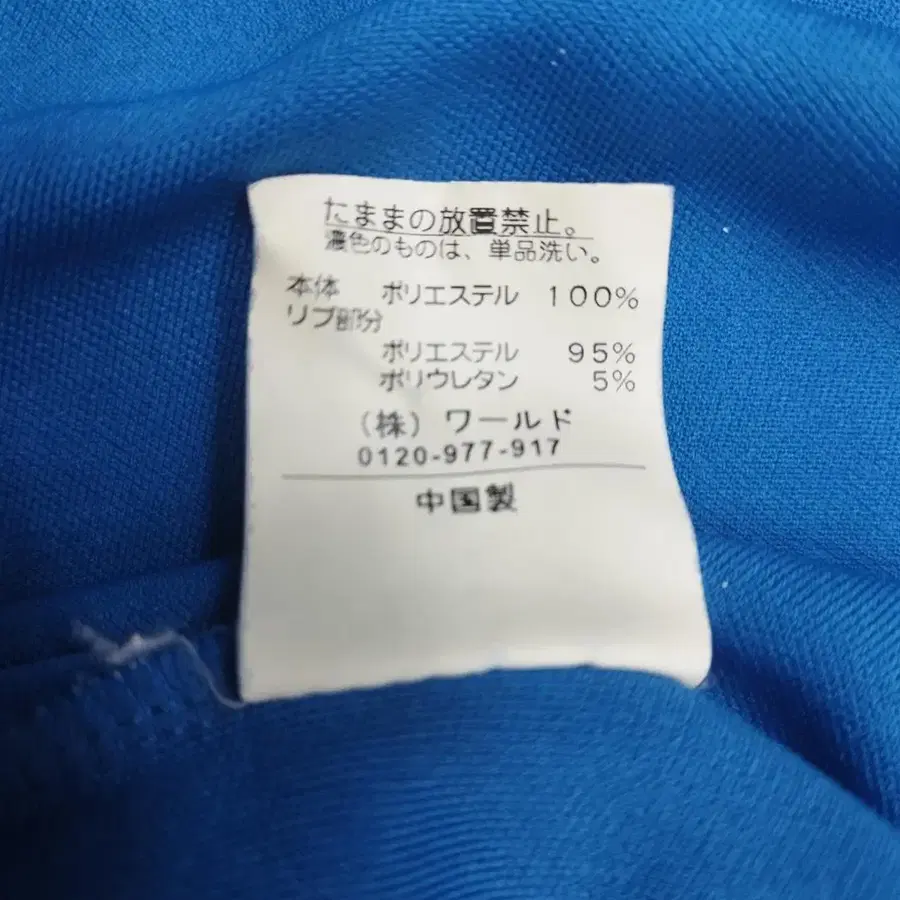 たままの放置禁止。
濃色のものは、単品洗い。
本体 ポリエステル 100%
リブ部分
ポリエステル 95%
ポリウレタン 5%
(株)ワールド
0120-977-917
中国製